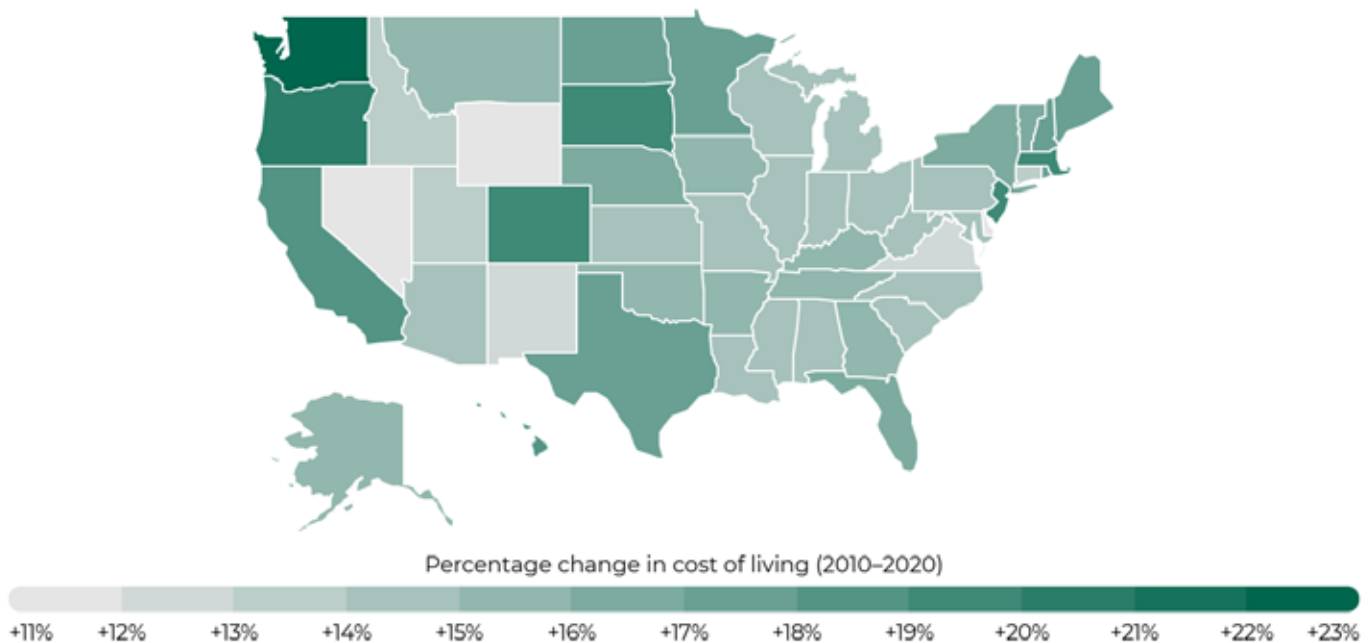 Percentage change in cost of living (2010–2020)
+11% +12% +13% +14% +15% +16% +17% +18% +19% +20% +21% +22% +23%